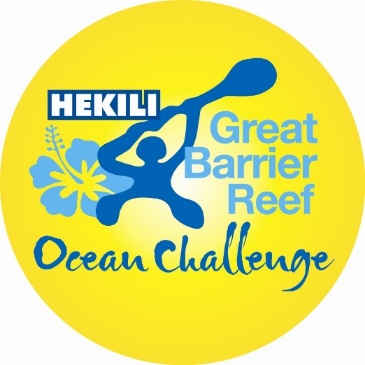 HEKILI
Great
Barrier
Reef
Ocean Challenge